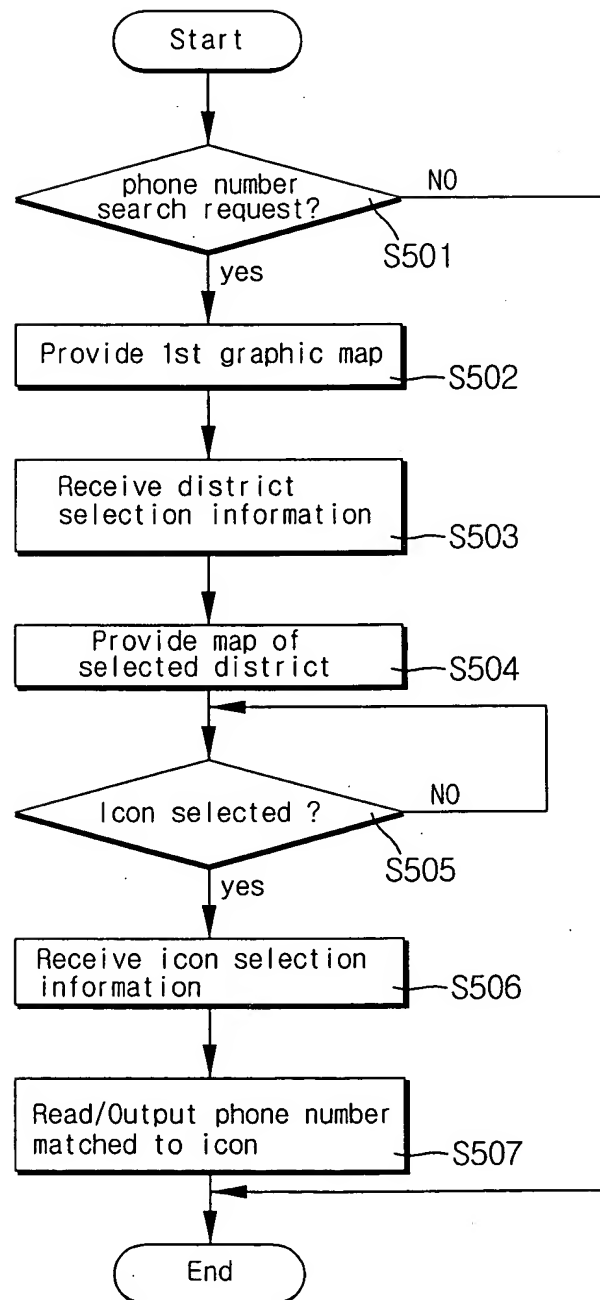 Start
phone number
search request?
NO
S501
yes
Provide 1st graphic map
S502
Receive district
selection information
S503
Provide map of
selected district
S504
Icon selected ?
NO
S505
yes
Receive icon selection
information
S506
Read/Output phone number
matched to icon
S507
End